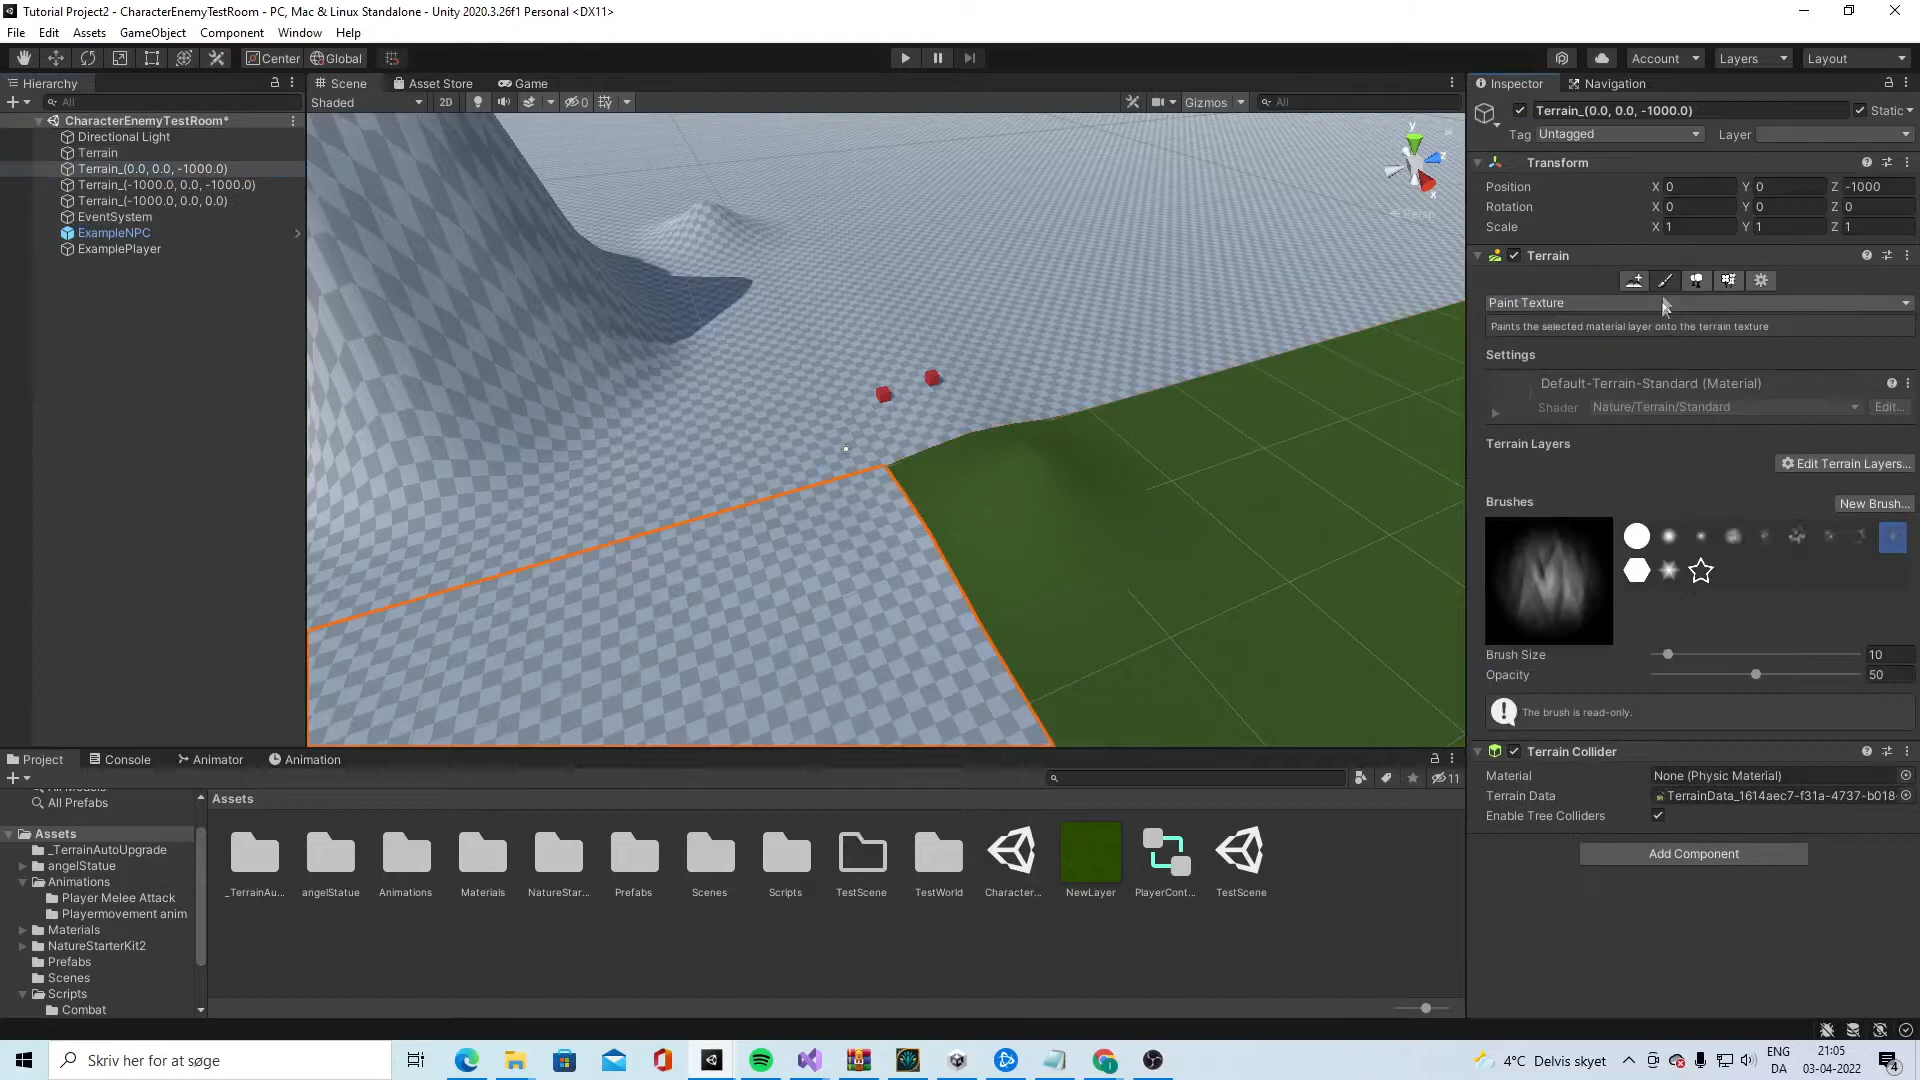 Tutorial Project2 - CharacterEnemyTestRoom - PC, Mac & Linux Standalone - Unity 2020.3.26f1 Personal <DX11>
File Edit Assets GameObject Component Window Help
Center Global Account Layers Layout
Hierarchy
All
CharacterEnemyTestRoom*
Directional Light
Terrain
Terrain_(0.0, 0.0, -1000.0)
Terrain_(-1000.0, 0.0, -1000.0)
Terrain_(-1000.0, 0.0, 0.0)
EventSystem
ExampleNPC
ExamplePlayer
Scene Asset Store Game
Shaded 2D 0 Gizmos All
y
z
x
Persp
Inspector Navigation
Terrain_(0.0, 0.0, -1000.0) Static
Tag Untagged Layer
Transform
Position X 0 Y 0 Z -1000
Rotation X 0 Y 0 Z 0
Scale X 1 Y 1 Z 1
Terrain
Paint Texture
Paints the selected material layer onto the terrain texture
Settings
Default-Terrain-Standard (Material)
Shader Nature/Terrain/Standard Edit...
Terrain Layers
Edit Terrain Layers...
Brushes
New Brush...
Brush Size 10
Opacity 50
The brush is read-only.
Terrain Collider
Material None (Physic Material)
Terrain Data TerrainData_1614aec7-f31a-4737-b018-
Enable Tree Colliders
Add Component
Project Console Animator Animation
11
All Prefabs
Assets
_TerrainAutoUpgrade
angelStatue
Animations
Player Melee Attack
Playermovement anim
Materials
NatureStarterKit2
Prefabs
Scenes
Scripts
Combat
Assets
_TerrainAu... angelStatue Animations Materials NatureStar... Prefabs Scenes Scripts TestScene TestWorld Character... NewLayer PlayerCont... TestScene
Skriv her for at søge
4°C Delvis skyet
ENG
DA
21:05
03-04-2022
4